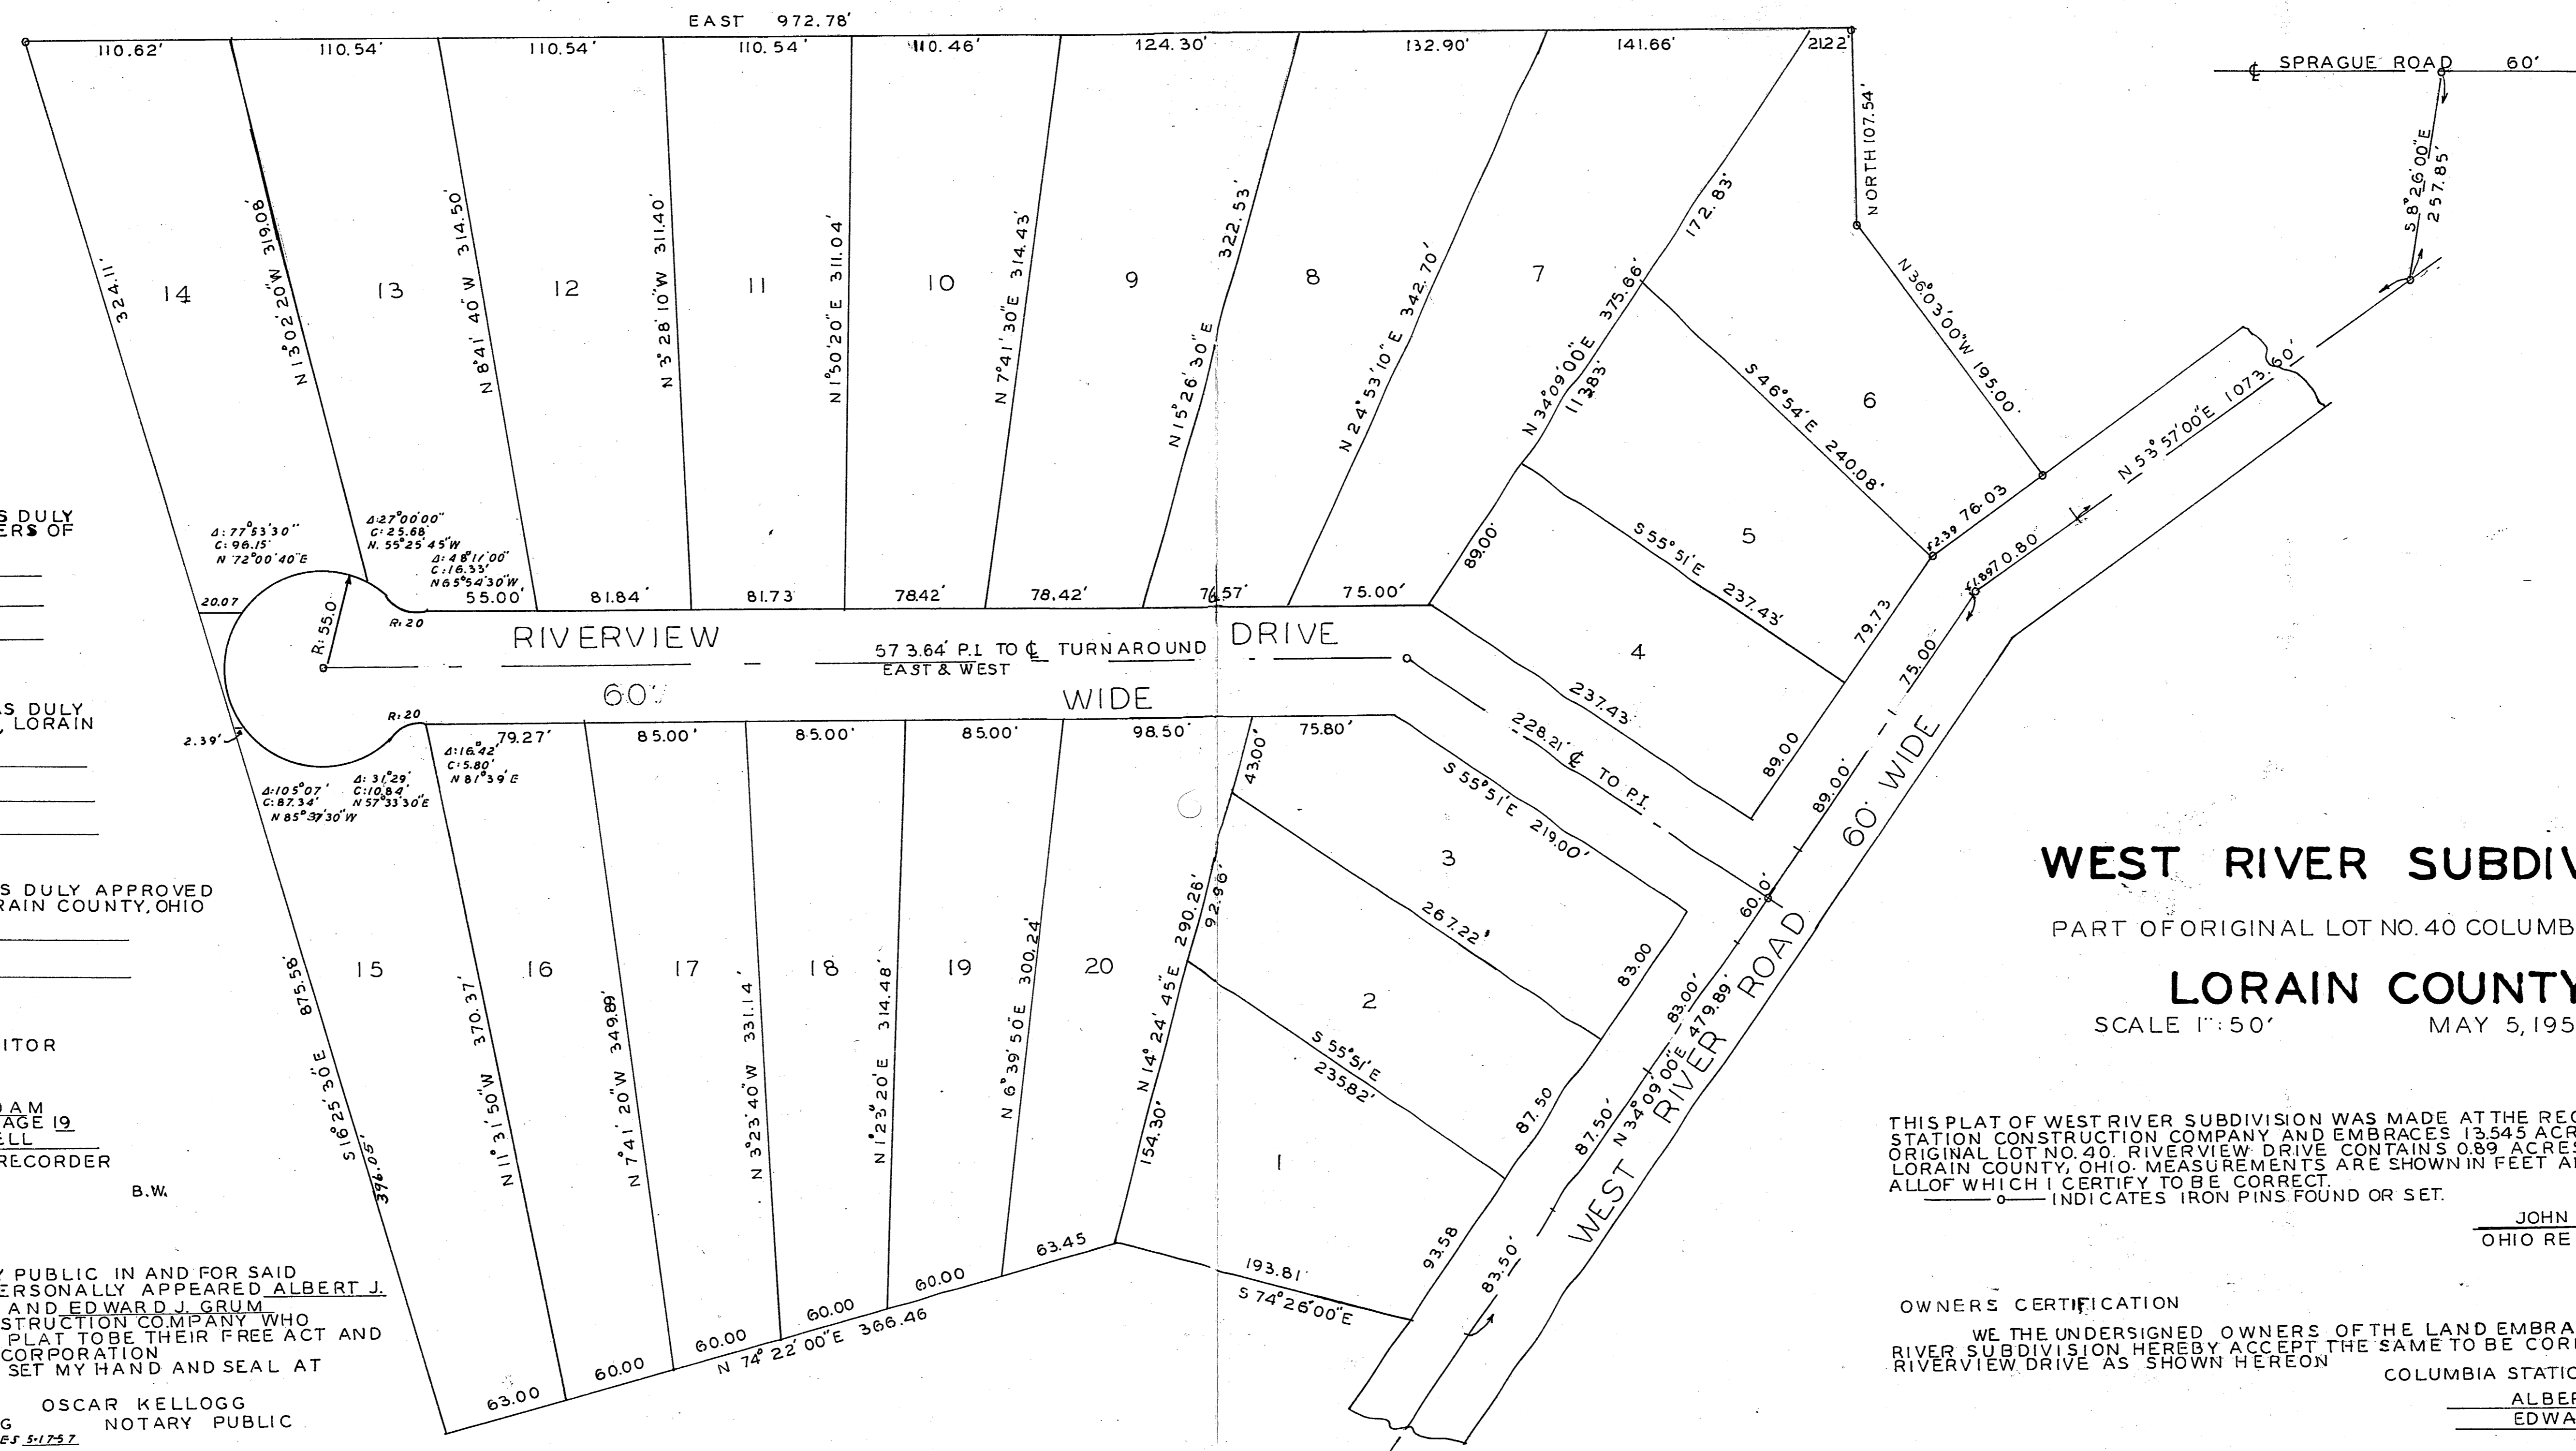 EAST 972.78'
110.62'
110.54'
110.54'
110.54'
110.46'
124.30'
132.90'
141.66'
21.22'
℄ SPRAGUE ROAD 60'
NORTH 107.54'
S 8° 26' 00" E
257.85'
324.11'
14
N 13° 02' 20" W 319.08'
13
N 8° 41' 40" W 314.50'
12
N 3° 28' 10" W 311.40'
11
N 1° 50' 20" E 311.04'
10
N 7° 41' 30" E 314.43'
9
N 15° 26' 30" E 322.53'
8
N 24° 53' 10" E 342.70'
7
N 34° 09' 00" E 375.66'
172.83'
113.83'
89.00'
S 46° 54' E 240.08'
6
N 36° 03' 00" W 195.00'
N 53° 57' 00" E 1073.60'
76.03
2.39
70.80'
1.89
S 55° 51' E 237.43'
5
79.73
75.00'
4
237.43'
89.00
89.00'
Δ: 77° 53' 30"
C: 96.15'
N 72° 00' 40" E
Δ: 27° 00' 00"
C: 25.68'
N. 55° 25' 45" W
Δ: 48° 11' 00"
C: 16.33'
N 65° 54' 30" W
20.07
R: 55.0
R: 20
55.00'
81.84'
81.73'
78.42'
78.42'
76.57'
75.00'
RIVERVIEW DRIVE
573.64' P.I. TO ℄ TURNAROUND
EAST & WEST
60' WIDE
228.21' ℄ TO P.I.
R: 20
2.39'
79.27'
85.00'
85.00'
85.00'
98.50'
75.80'
Δ: 16° 42'
C: 5.80'
N 81° 39' E
Δ: 105° 07'
C: 87.34'
N 85° 37' 30" W
Δ: 31° 29'
C: 10.84'
N 57° 33' 30" E
43.00'
S 55° 51' E 219.00'
3
267.22'
83.00
60.0'
83.00'
60' WIDE
WEST RIVER ROAD
N 34° 09' 00" E 479.89'
875.58'
S 16° 25' 30" E
396.05'
15
N 11° 31' 50" W 370.37'
16
N 7° 41' 20" W 349.89'
17
N 3° 23' 40" W 331.14'
18
N 1° 23' 20" E 314.48'
19
N 6° 39' 50" E 300.24'
20
N 14° 24' 45" E 290.26'
92.96'
154.30'
2
S 55° 51' E
235.82'
87.50
87.50'
1
93.58
83.50'
193.81'
S 74° 26' 00" E
63.00
60.00
60.00
60.00
60.00
63.45
N 74° 22' 00" E 366.46
S DULY
ERS OF
AS DULY
LORAIN
S DULY APPROVED
RAIN COUNTY, OHIO
ITOR
AM
AGE 19
ELL
RECORDER
B.W.
Y PUBLIC IN AND FOR SAID
ERSONALLY APPEARED ALBERT J.
AND EDWARD J. GRUM
STRUCTION COMPANY WHO
PLAT TO BE THEIR FREE ACT AND
CORPORATION
SET MY HAND AND SEAL AT
OSCAR KELLOGG
G NOTARY PUBLIC
ES 5-17-57
WEST RIVER SUBDIV
PART OF ORIGINAL LOT NO. 40 COLUMB
LORAIN COUNTY
SCALE 1":50' MAY 5, 195
THIS PLAT OF WEST RIVER SUBDIVISION WAS MADE AT THE REQ
STATION CONSTRUCTION COMPANY AND EMBRACES 13.545 ACR
ORIGINAL LOT NO. 40. RIVERVIEW DRIVE CONTAINS 0.89 ACRES
LORAIN COUNTY, OHIO. MEASUREMENTS ARE SHOWN IN FEET A
ALL OF WHICH I CERTIFY TO BE CORRECT.
INDICATES IRON PINS FOUND OR SET.
JOHN
OHIO RE
OWNERS CERTIFICATION
WE THE UNDERSIGNED OWNERS OF THE LAND EMBRA
RIVER SUBDIVISION HEREBY ACCEPT THE SAME TO BE COR
RIVERVIEW DRIVE AS SHOWN HEREON
COLUMBIA STATIO
ALBER
EDWA